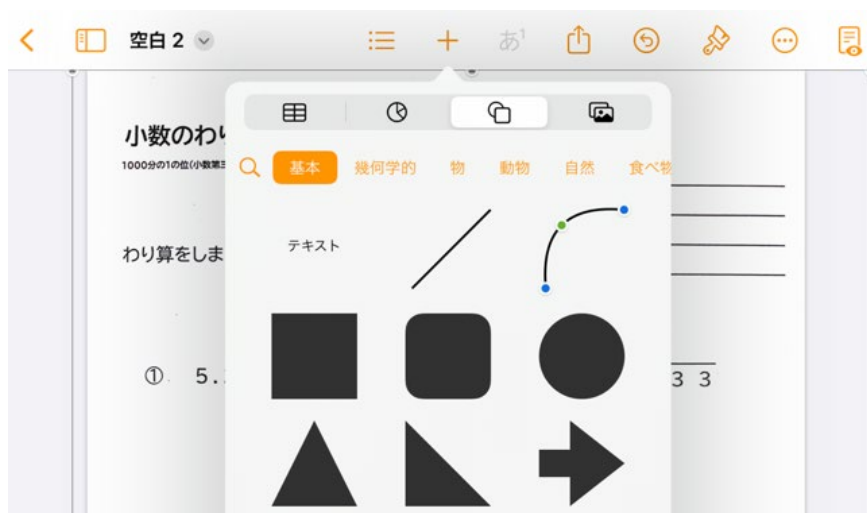 空白 2
あ¹
小数のわり
1000分の1の位(小数第三
基本 幾何学的 物 動物 自然 食べ物
テキスト
わり算をしま
① 5.
3 3